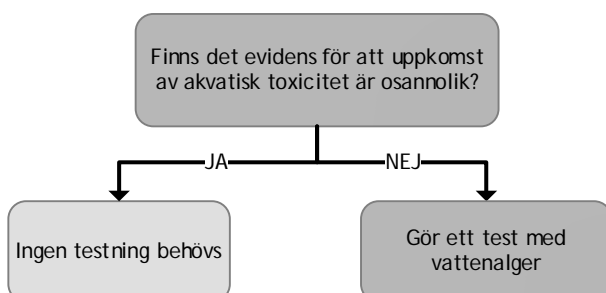 Finns det evidens för att uppkomst
av akvatisk toxicitet är osannolik?
JA
NEJ
Ingen testning behövs
Gör ett test med
vattenalger